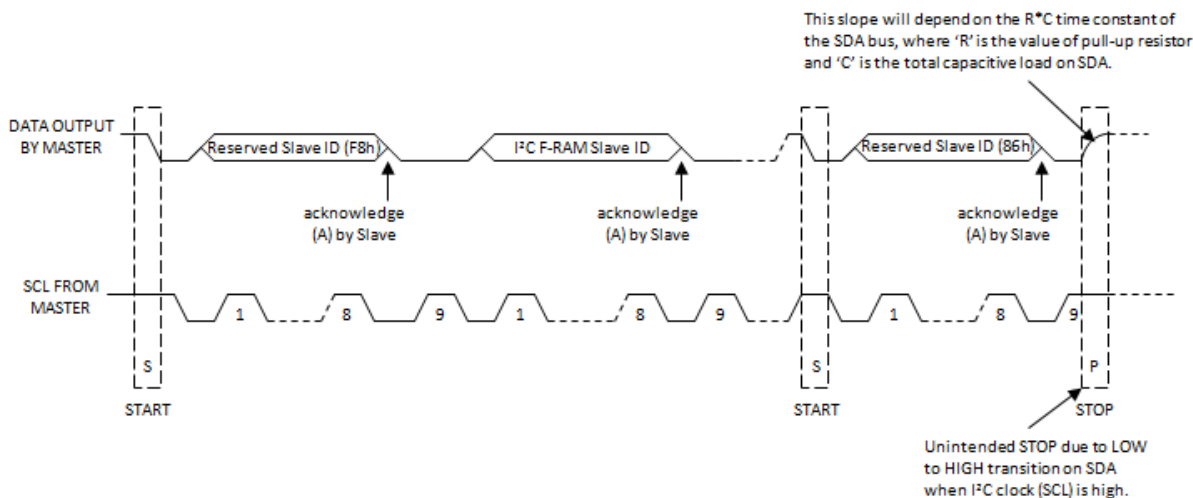 This slope will depend on the R*C time constant of
the SDA bus, where ‘R’ is the value of pull-up resistor
and ‘C’ is the total capacitive load on SDA.
DATA OUTPUT
BY MASTER
Reserved Slave ID (F8h)
I²C F-RAM Slave ID
Reserved Slave ID (86h)
acknowledge
(A) by Slave
acknowledge
(A) by Slave
acknowledge
(A) by Slave
SCL FROM
MASTER
1
8
9
1
8
9
1
8
9
S
S
P
START
START
STOP
Unintended STOP due to LOW
to HIGH transition on SDA
when I²C clock (SCL) is high.